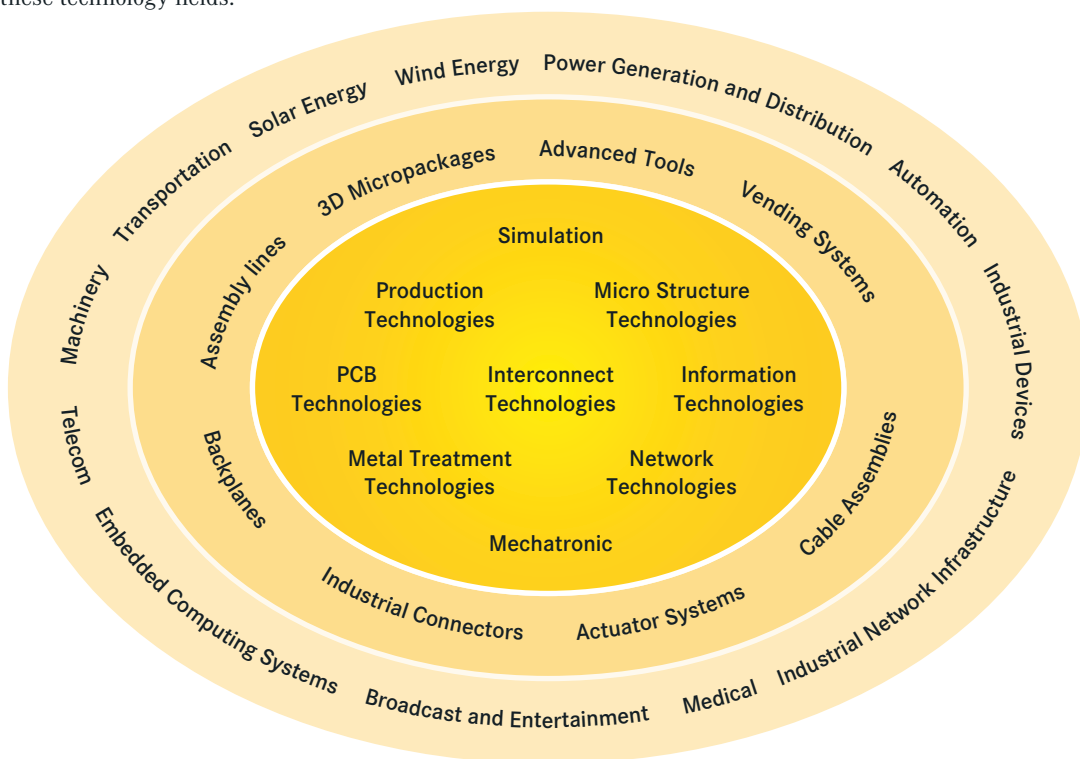 these technology fields.
Wind Energy
Power Generation and Distribution
Solar Energy
Automation
Transportation
Industrial Devices
Machinery
Telecom
Industrial Network Infrastructure
Embedded Computing Systems
Medical
Broadcast and Entertainment
Advanced Tools
3D Micropackages
Vending Systems
Assembly lines
Backplanes
Cable Assemblies
Industrial Connectors
Actuator Systems
Simulation
Production
Technologies
Micro Structure
Technologies
PCB
Technologies
Interconnect
Technologies
Information
Technologies
Metal Treatment
Technologies
Network
Technologies
Mechatronic